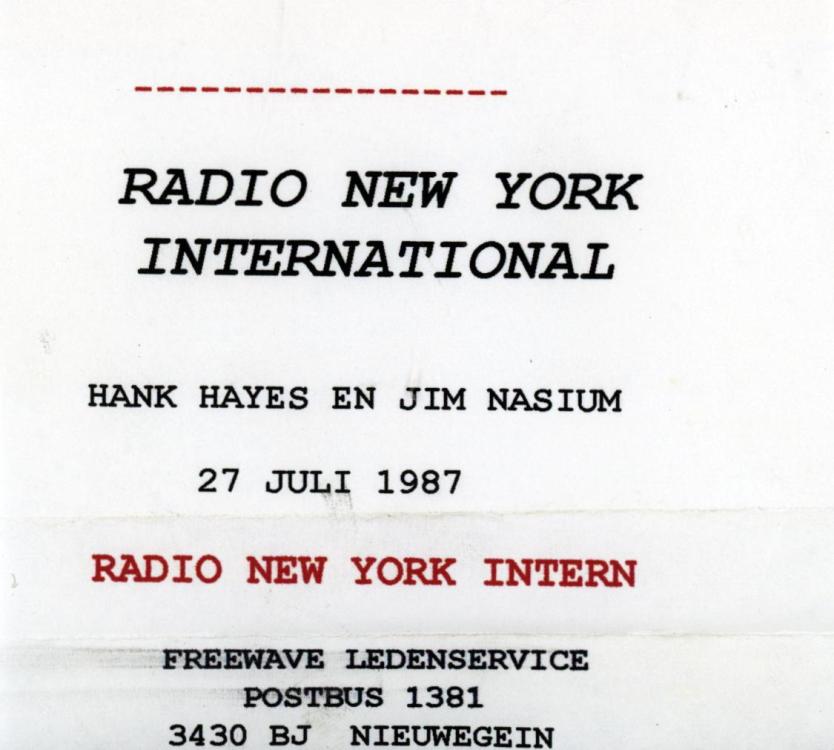 RADIO NEW YORK
INTERNATIONAL
HANK HAYES EN JIM NASIUM
27 JULI 1987
RADIO NEW YORK INTERN
FREEWAVE LEDENSERVICE
POSTBUS 1381
3430 BJ NIEUWEGEIN